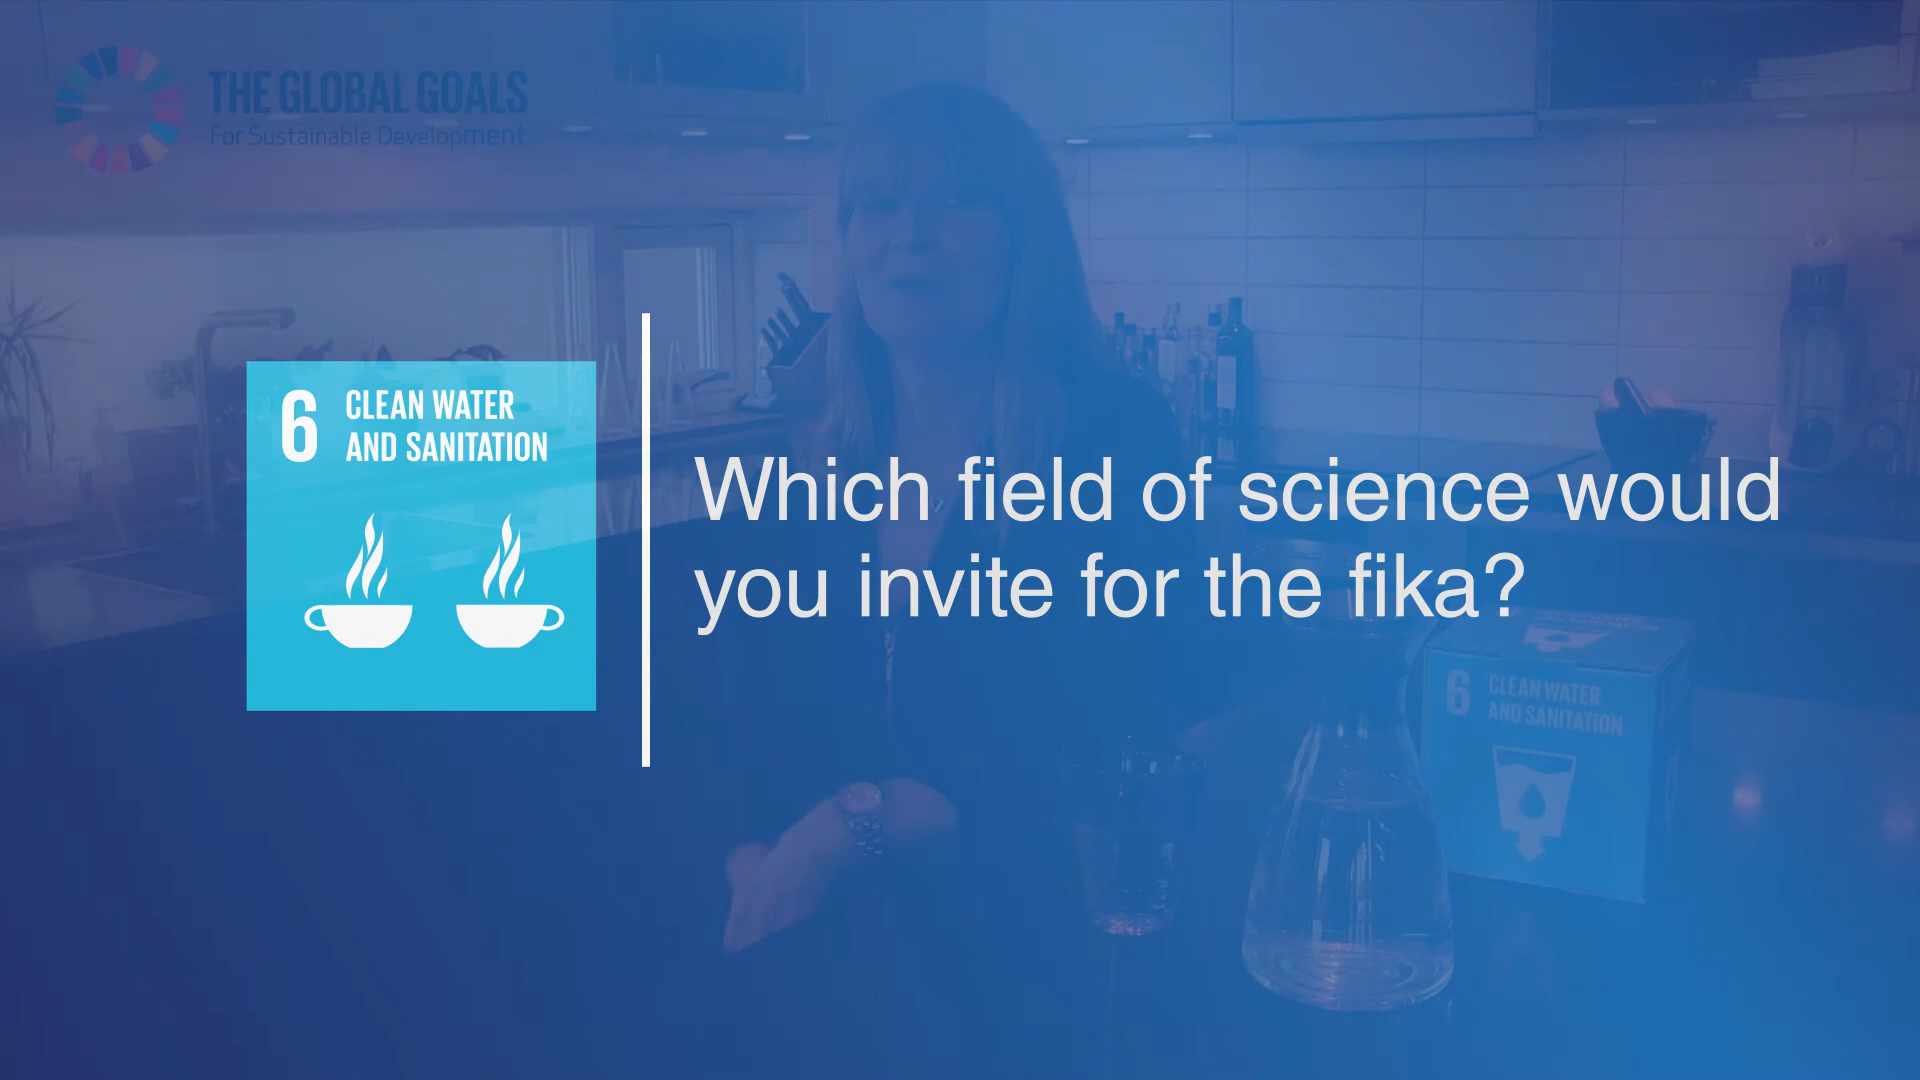 THE GLOBAL GOALS
For Sustainable Development
6 CLEAN WATER
AND SANITATION
Which field of science would
you invite for the fika?
6 CLEAN WATER
AND SANITATION